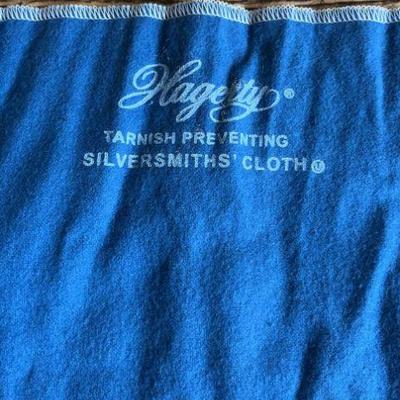 Hagerty®
TARNISH PREVENTING
SILVERSMITHS' CLOTH Ⓤ